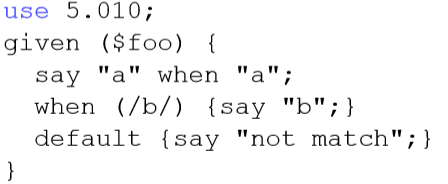 use 5.010;
given ($foo) {
  say "a" when "a";
  when (/b/) {say "b";}
  default {say "not match";}
}